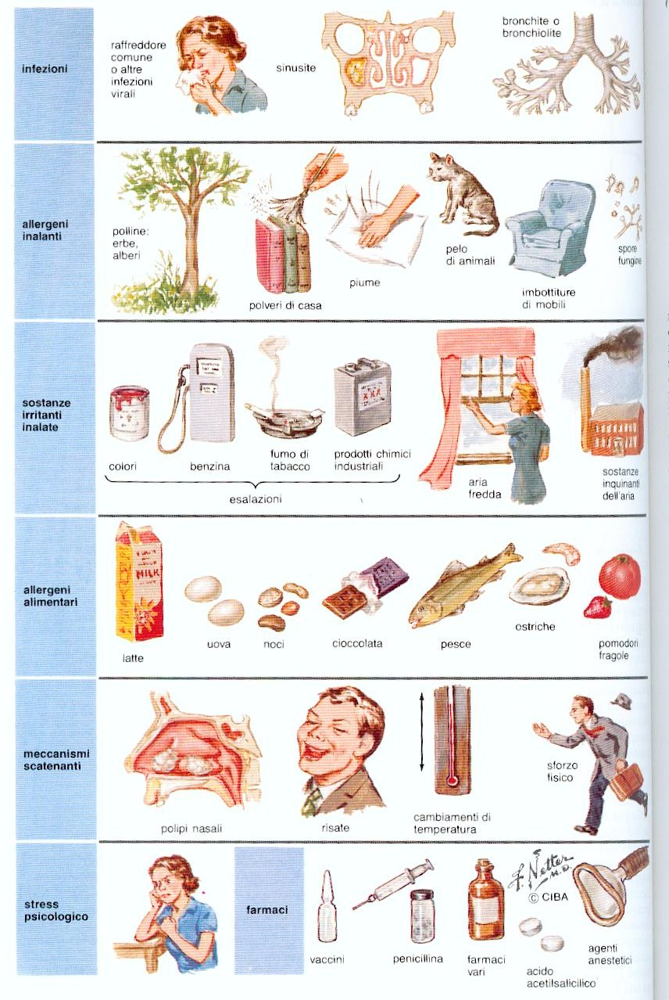 infezioni
raffreddore
comune
o altre
infezioni
virali
sinusite
bronchite o
bronchiolite
allergeni
inalanti
polline:
erbe,
alberi
polveri di casa
piume
pelo
di animali
imbottiture
di mobili
spore
fungine
sostanze
irritanti
inalate
colori
benzina
fumo di
tabacco
prodotti chimici
industriali
esalazioni
aria
fredda
sostanze
inquinanti
dell'aria
allergeni
alimentari
MILK
latte
uova
noci
cioccolata
pesce
ostriche
pomodori
fragole
meccanismi
scatenanti
polipi nasali
risate
cambiamenti di
temperatura
sforzo
fisico
stress
psicologico
farmaci
vaccini
penicillina
farmaci
vari
F. Netter
M.D.
© CIBA
acido
acetilsalicilico
agenti
anestetici